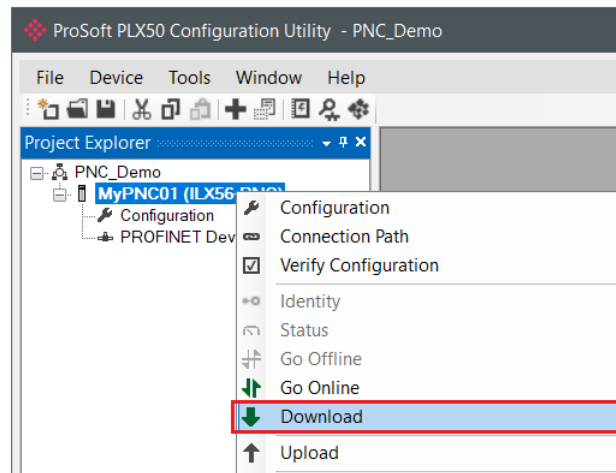 ProSoft PLX50 Configuration Utility - PNC_Demo
File Device Tools Window Help
Project Explorer
PNC_Demo
MyPNC01 (ILX56-PNC)
Configuration
PROFINET Dev
Configuration
Connection Path
Verify Configuration
Identity
Status
Go Offline
Go Online
Download
Upload